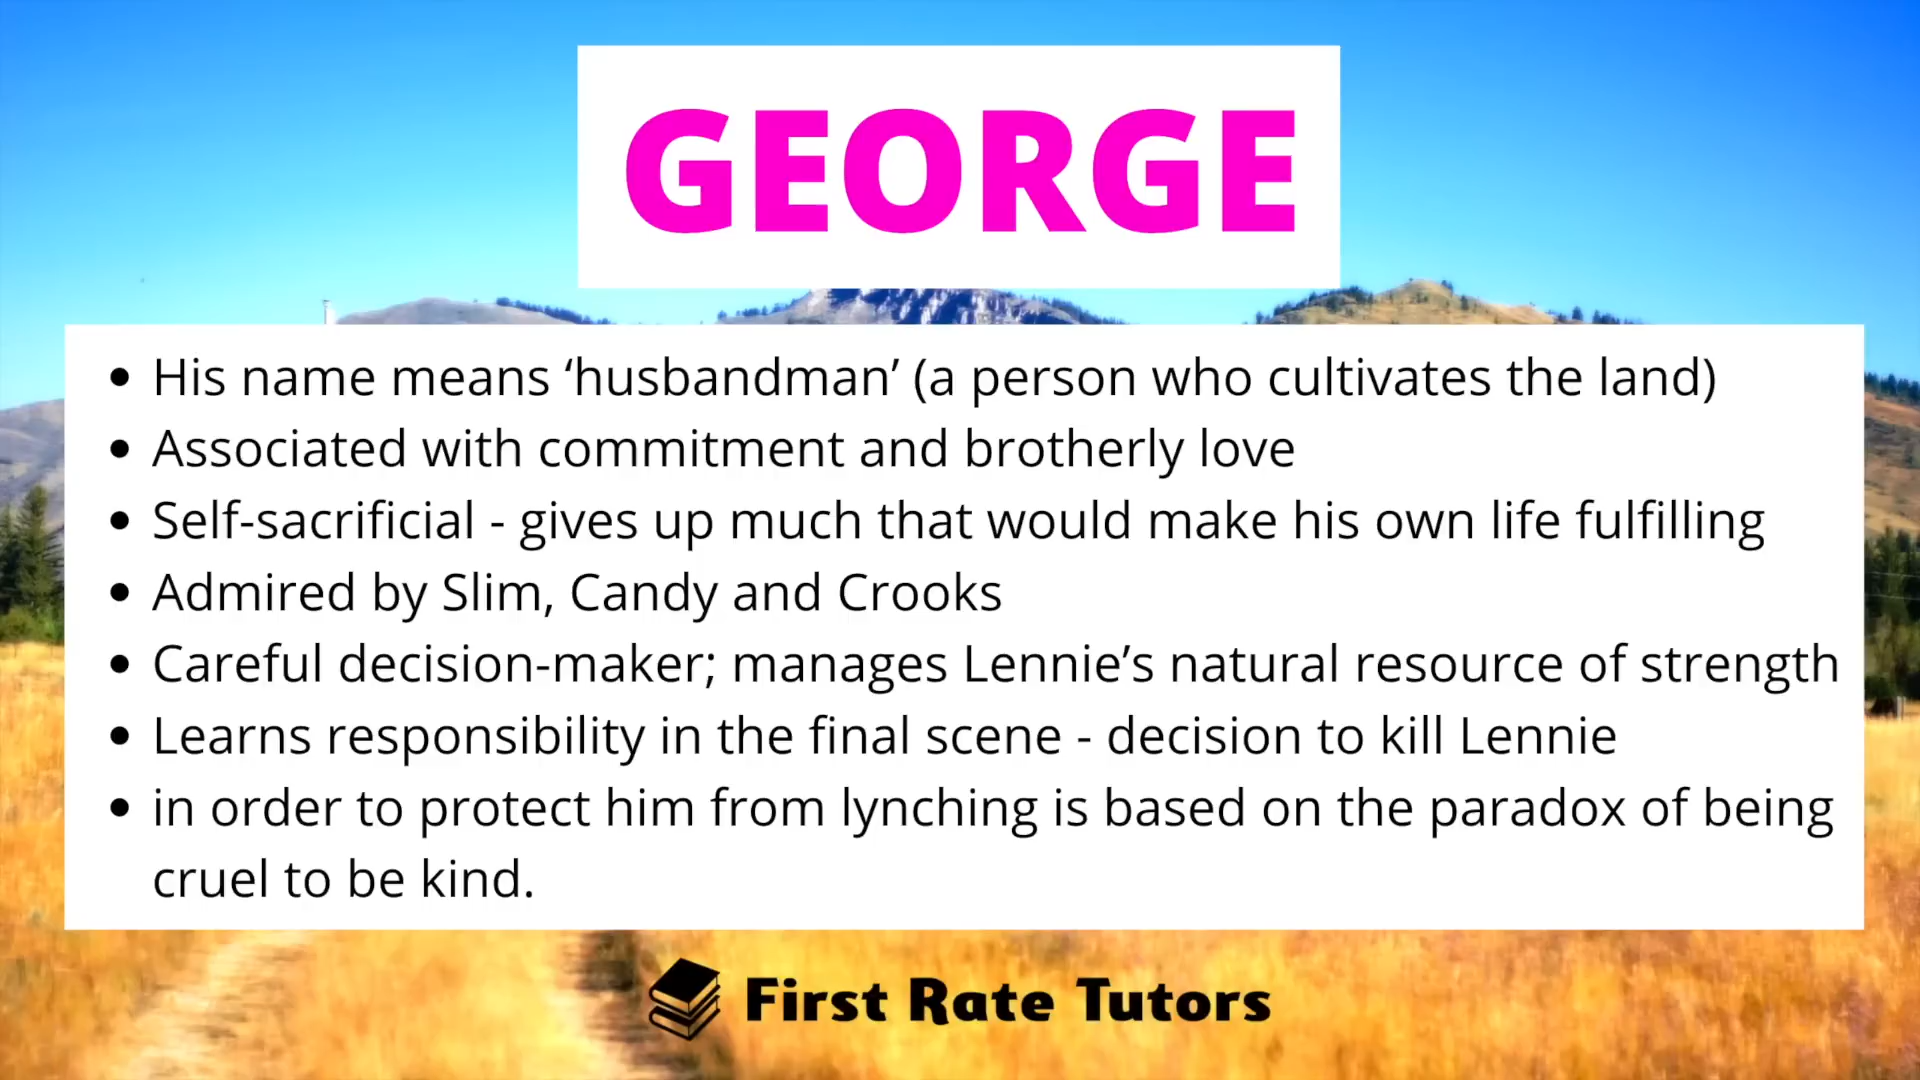 GEORGE
• His name means ‘husbandman’ (a person who cultivates the land)
• Associated with commitment and brotherly love
• Self-sacrificial - gives up much that would make his own life fulfilling
• Admired by Slim, Candy and Crooks
• Careful decision-maker; manages Lennie’s natural resource of strength
• Learns responsibility in the final scene - decision to kill Lennie
• in order to protect him from lynching is based on the paradox of being
cruel to be kind.
First Rate Tutors